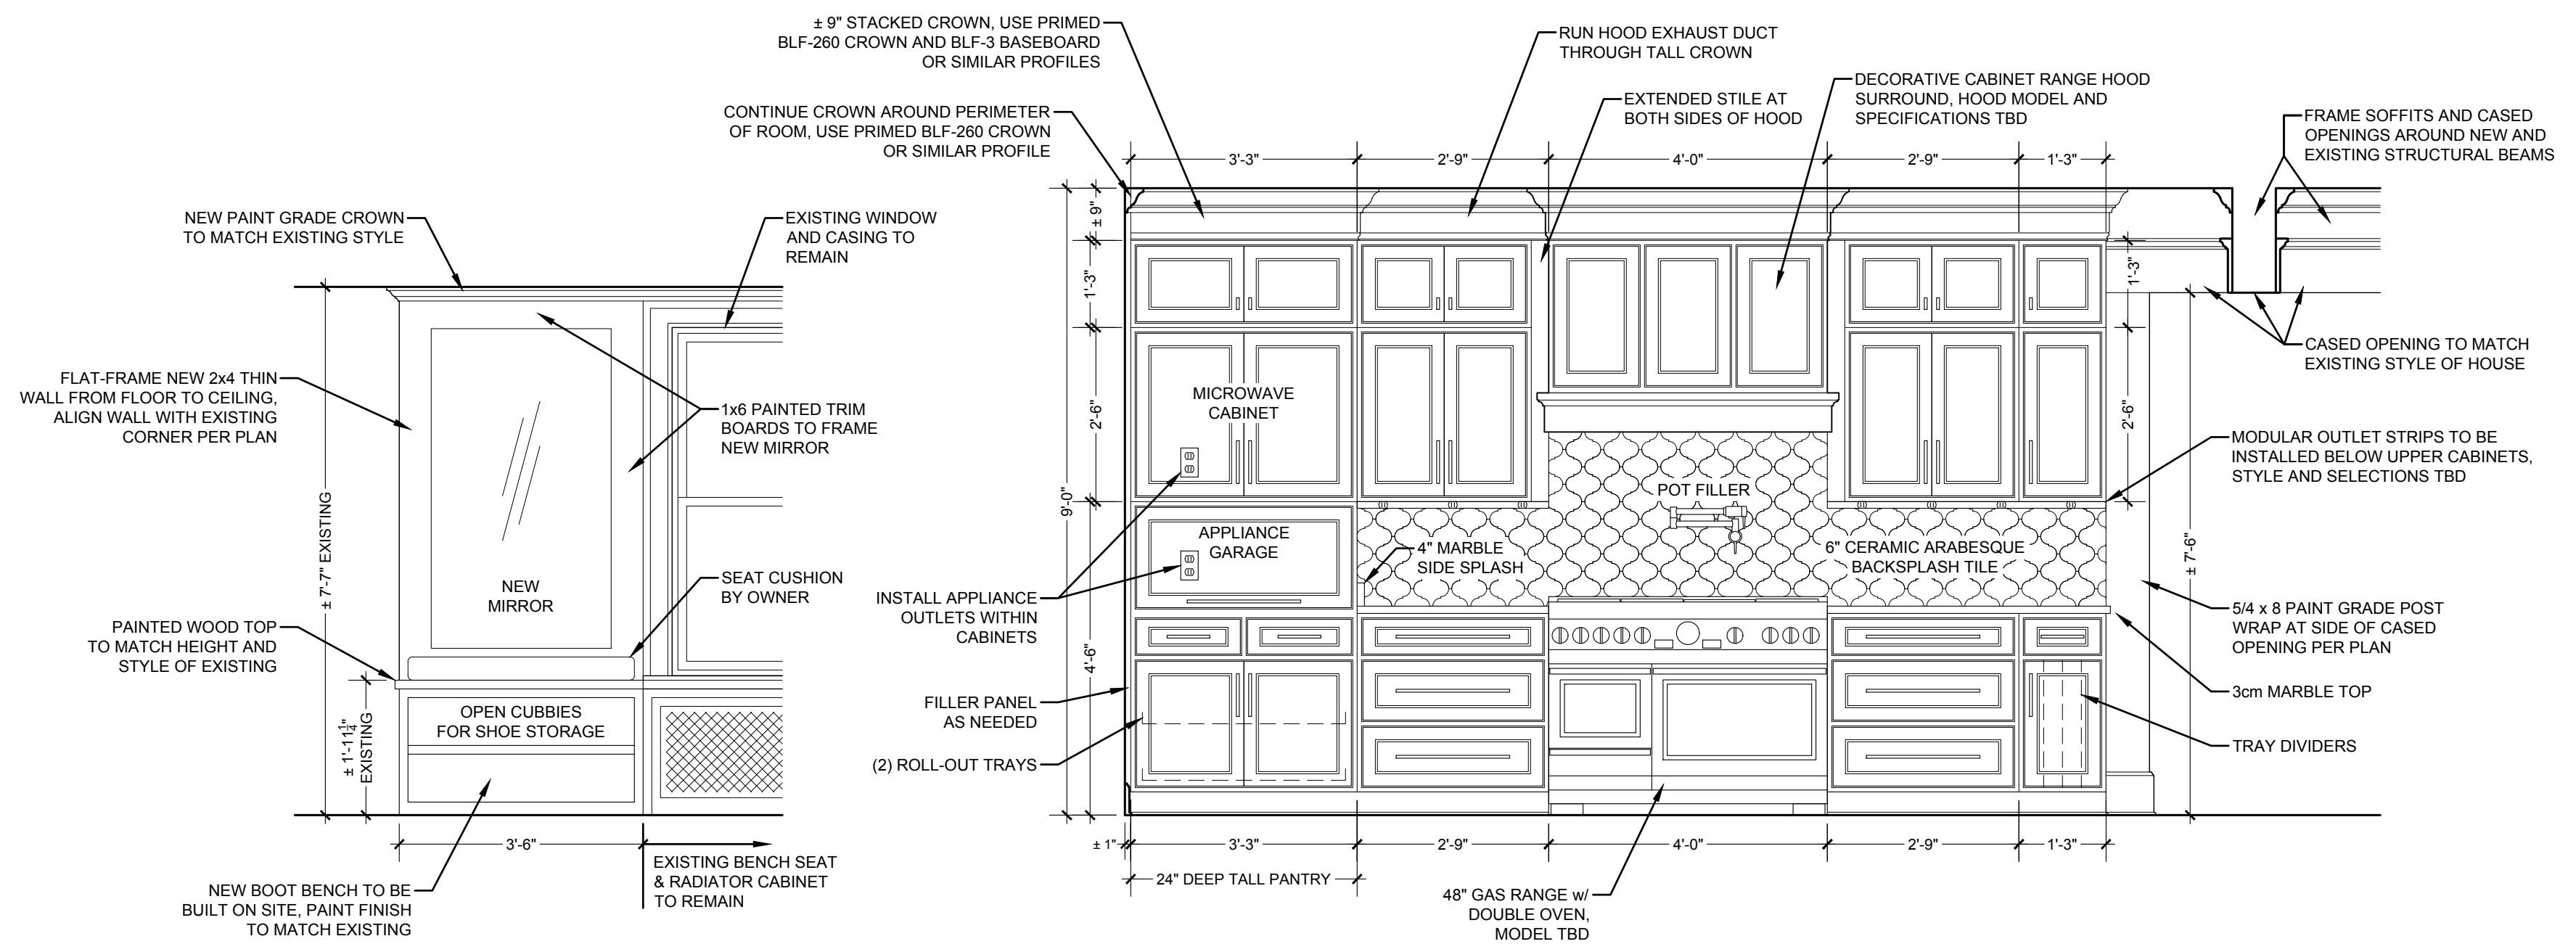 ± 9" STACKED CROWN, USE PRIMED
BLF-260 CROWN AND BLF-3 BASEBOARD
OR SIMILAR PROFILES
RUN HOOD EXHAUST DUCT
THROUGH TALL CROWN
DECORATIVE CABINET RANGE HOOD
SURROUND, HOOD MODEL AND
SPECIFICATIONS TBD
EXTENDED STILE AT
BOTH SIDES OF HOOD
CONTINUE CROWN AROUND PERIMETER
OF ROOM, USE PRIMED BLF-260 CROWN
OR SIMILAR PROFILE
FRAME SOFFITS AND CASED
OPENINGS AROUND NEW AND
EXISTING STRUCTURAL BEAMS
3'-3"
2'-9"
4'-0"
2'-9"
1'-3"
NEW PAINT GRADE CROWN
TO MATCH EXISTING STYLE
EXISTING WINDOW
AND CASING TO
REMAIN
± 9"
1'-3"
2'-6"
9'-0"
4'-6"
1'-3"
2'-6"
± 7'-6"
CASED OPENING TO MATCH
EXISTING STYLE OF HOUSE
FLAT-FRAME NEW 2x4 THIN
WALL FROM FLOOR TO CEILING,
ALIGN WALL WITH EXISTING
CORNER PER PLAN
1x6 PAINTED TRIM
BOARDS TO FRAME
NEW MIRROR
MICROWAVE
CABINET
MODULAR OUTLET STRIPS TO BE
INSTALLED BELOW UPPER CABINETS,
STYLE AND SELECTIONS TBD
POT FILLER
± 7'-7" EXISTING
APPLIANCE
GARAGE
4" MARBLE
SIDE SPLASH
6" CERAMIC ARABESQUE
BACKSPLASH TILE
NEW
MIRROR
SEAT CUSHION
BY OWNER
INSTALL APPLIANCE
OUTLETS WITHIN
CABINETS
5/4 x 8 PAINT GRADE POST
WRAP AT SIDE OF CASED
OPENING PER PLAN
PAINTED WOOD TOP
TO MATCH HEIGHT AND
STYLE OF EXISTING
3cm MARBLE TOP
FILLER PANEL
AS NEEDED
OPEN CUBBIES
FOR SHOE STORAGE
± 1'-11 1/4"
EXISTING
TRAY DIVIDERS
(2) ROLL-OUT TRAYS
3'-6"
± 1"
3'-3"
2'-9"
4'-0"
2'-9"
1'-3"
EXISTING BENCH SEAT
& RADIATOR CABINET
TO REMAIN
24" DEEP TALL PANTRY
NEW BOOT BENCH TO BE
BUILT ON SITE, PAINT FINISH
TO MATCH EXISTING
48" GAS RANGE w/
DOUBLE OVEN,
MODEL TBD